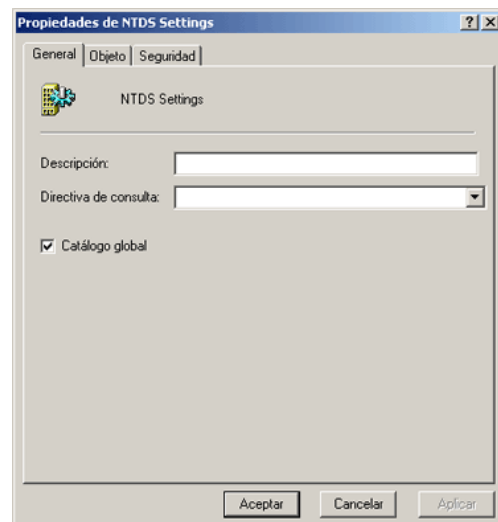 Propiedades de NTDS Settings
General Objeto Seguridad
NTDS Settings
Descripción:
Directiva de consulta:
Catálogo global
Aceptar Cancelar Aplicar